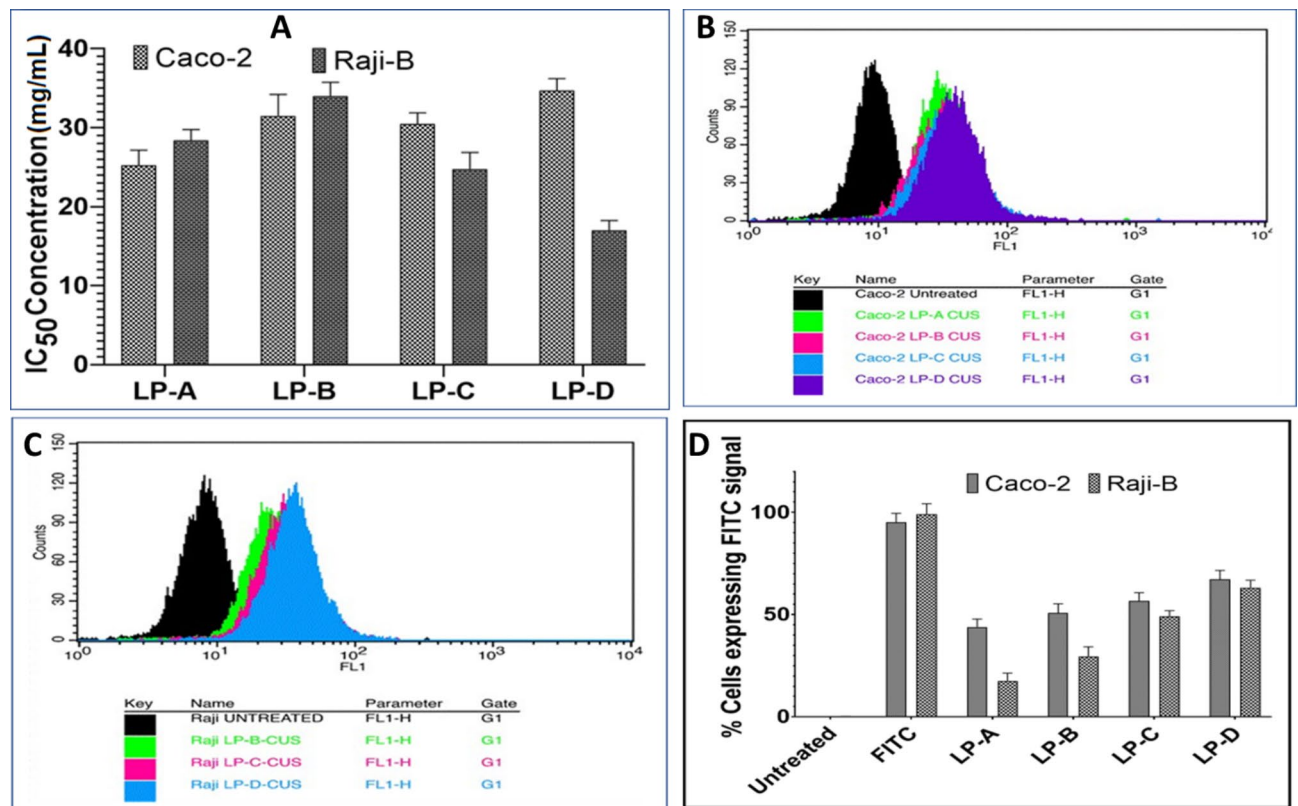 A
Caco-2 Raji-B
IC50 Concentration(mg/mL)
40
30
20
10
0
LP-A LP-B LP-C LP-D
B
Counts
150
120
90
60
30
0
10^0 10^1 10^2 10^3 10^4
FL1
Key Name Parameter Gate
Caco-2 Untreated FL1-H G1
Caco-2 LP-A CUS FL1-H G1
Caco-2 LP-B CUS FL1-H G1
Caco-2 LP-C CUS FL1-H G1
Caco-2 LP-D CUS FL1-H G1
C
Counts
150
120
90
60
30
0
10^0 10^1 10^2 10^3 10^4
FL1
Key Name Parameter Gate
Raji UNTREATED FL1-H G1
Raji LP-B-CUS FL1-H G1
Raji LP-C-CUS FL1-H G1
Raji LP-D-CUS FL1-H G1
D
Caco-2 Raji-B
% Cells expressing FITC signal
100
50
0
Untreated FITC LP-A LP-B LP-C LP-D